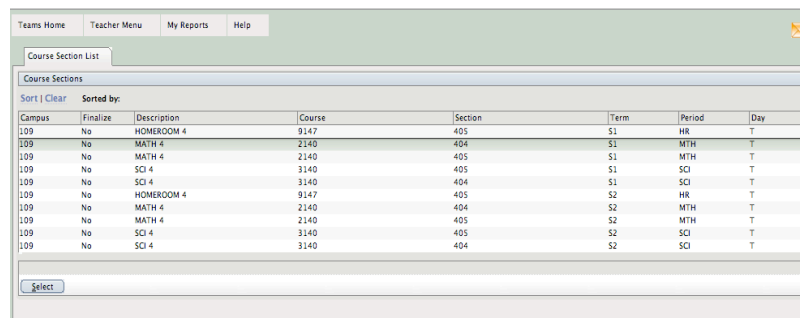 Teams Home Teacher Menu My Reports Help
Course Section List
Course Sections
Sort | Clear Sorted by:
Campus Finalize Description Course Section Term Period Day
109 No HOMEROOM 4 9147 405 S1 HR T
109 No MATH 4 2140 404 S1 MTH T
109 No MATH 4 2140 405 S1 MTH T
109 No SCI 4 3140 405 S1 SCI T
109 No SCI 4 3140 404 S1 SCI T
109 No HOMEROOM 4 9147 405 S2 HR T
109 No MATH 4 2140 404 S2 MTH T
109 No MATH 4 2140 405 S2 MTH T
109 No SCI 4 3140 405 S2 SCI T
109 No SCI 4 3140 404 S2 SCI T
Select